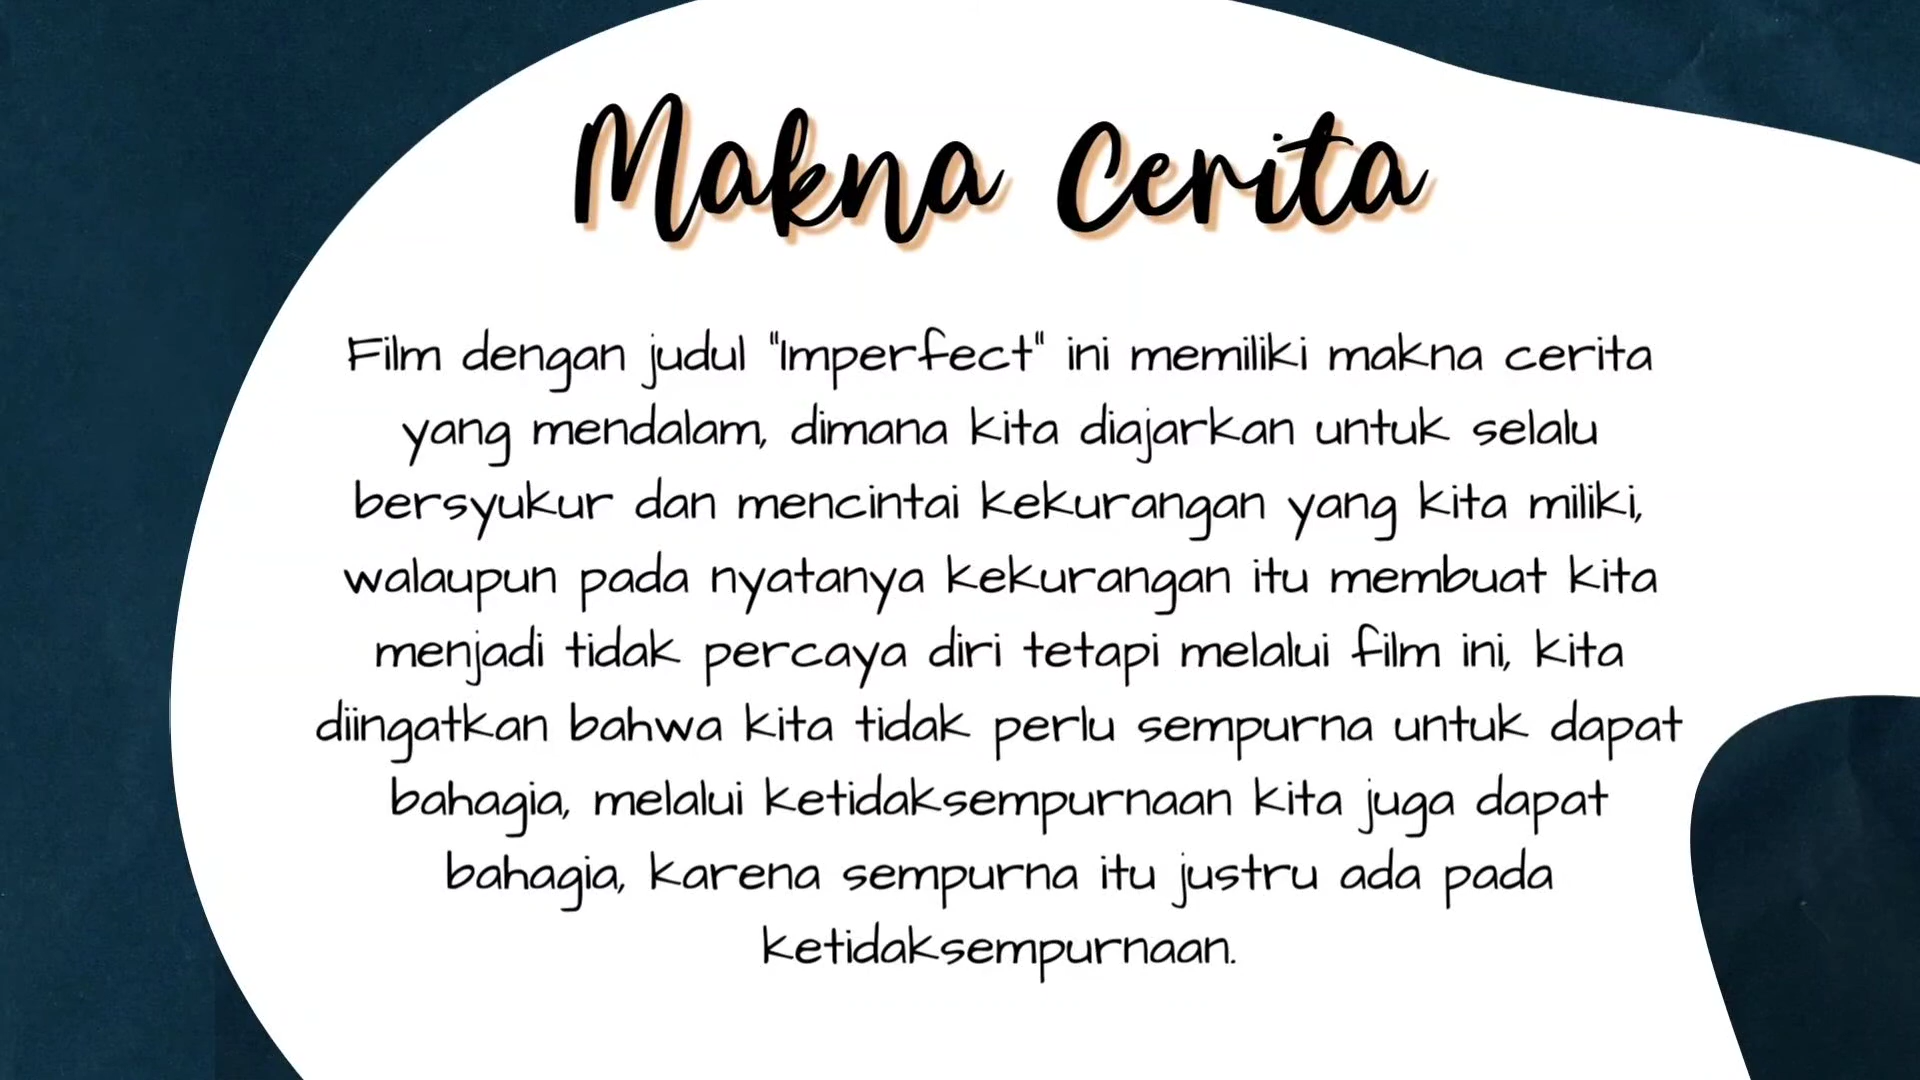 Makna Cerita
Film dengan judul "Imperfect" ini memiliki makna cerita
yang mendalam, dimana kita diajarkan untuk selalu
bersyukur dan mencintai kekurangan yang kita miliki,
walaupun pada nyatanya kekurangan itu membuat kita
menjadi tidak percaya diri tetapi melalui film ini, kita
diingatkan bahwa kita tidak perlu sempurna untuk dapat
bahagia, melalui ketidaksempurnaan kita juga dapat
bahagia, karena sempurna itu justru ada pada
ketidaksempurnaan.